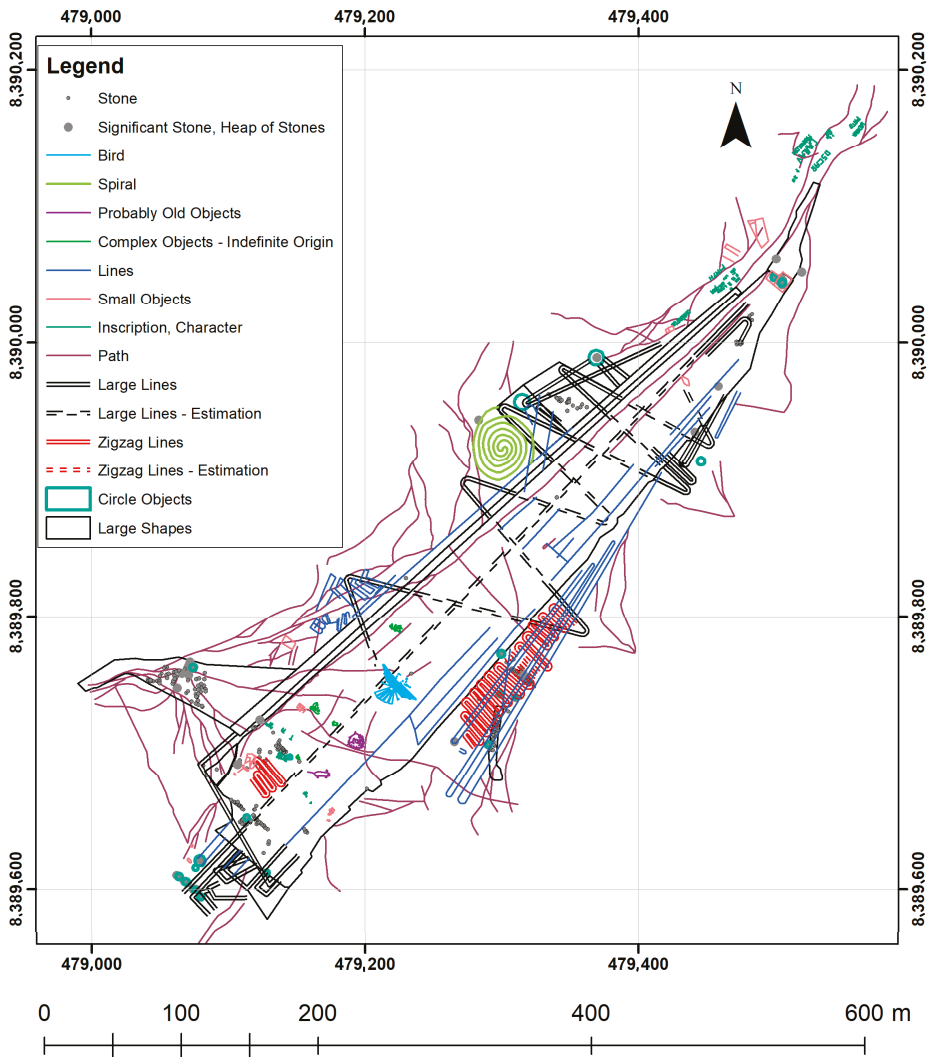 479,000 479,200 479,400
8,390,200 8,390,200
Legend
Stone
Significant Stone, Heap of Stones
Bird
Spiral
Probably Old Objects
Complex Objects - Indefinite Origin
Lines
Small Objects
Inscription, Character
Path
Large Lines
Large Lines - Estimation
Zigzag Lines
Zigzag Lines - Estimation
Circle Objects
Large Shapes
N
8,390,000 8,390,000
8,389,800 8,389,800
8,389,600 8,389,600
479,000 479,200 479,400
0 100 200 400 600 m